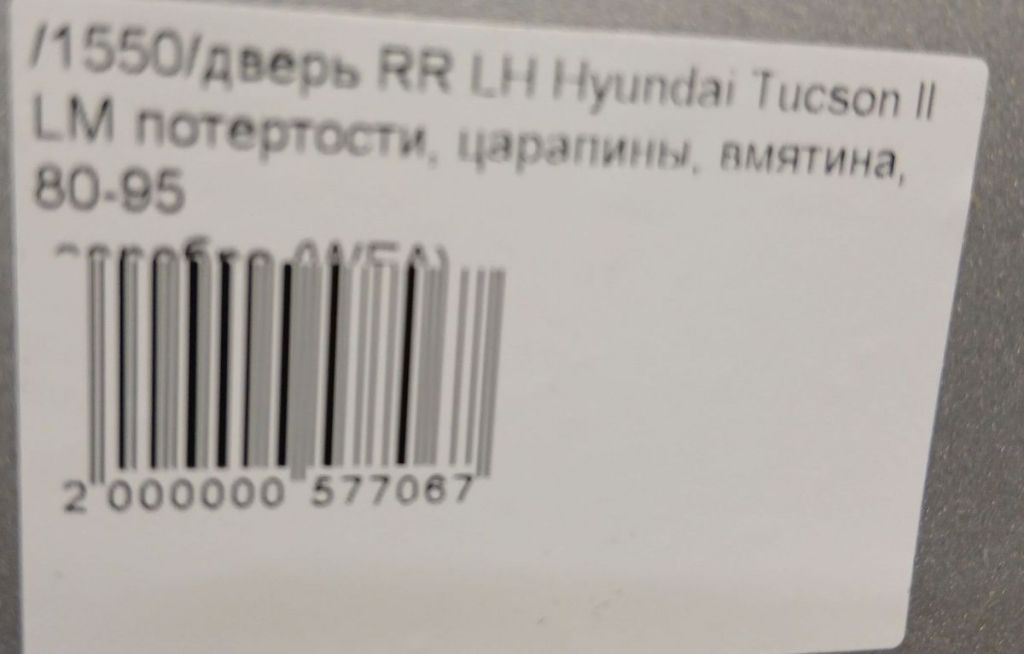 /1550/дверь RR LH Hyundai Tucson II
LM потертости, царапины, вмятина,
80-95
2 000000 577067